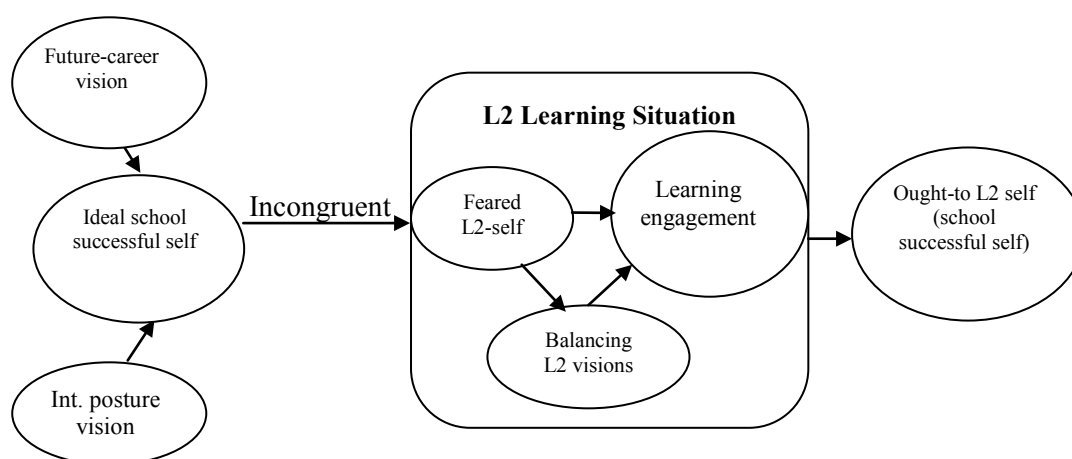 Future-career
vision
Ideal school
successful self
Int. posture
vision
Incongruent
L2 Learning Situation
Feared
L2-self
Learning
engagement
Balancing
L2 visions
Ought-to L2 self
(school
successful self)